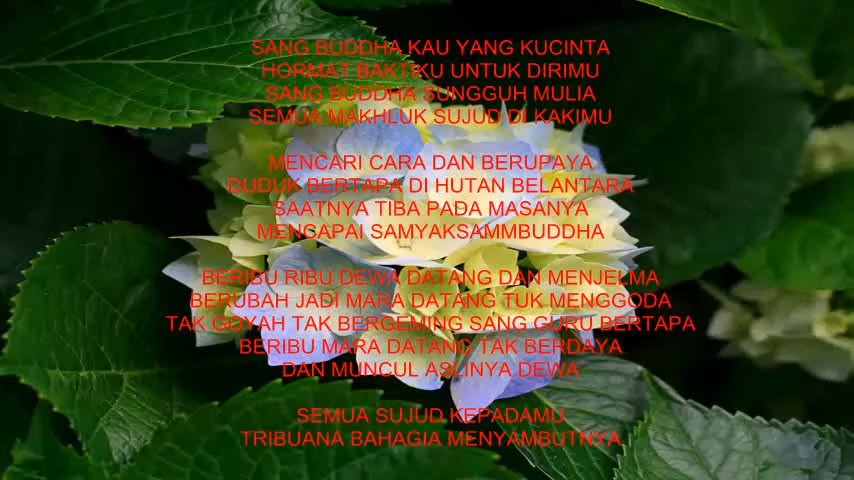 SANG BUDDHA KAU YANG KUCINTA
HORMAT BAKTIKU UNTUK DIRIMU
SANG BUDDHA SUNGGUH MULIA
SEMUA MAKHLUK SUJUD DI KAKIMU
MENCARI CARA DAN BERUPAYA
DUDUK BERTAPA DI HUTAN BELANTARA
SAATNYA TIBA PADA MASANYA
MENCAPAI SAMYAKSAMMBUDDHA
BERIBU RIBU DEWA DATANG DAN MENJELMA
BERUBAH JADI MARA DATANG TUK MENGGODA
TAK GOYAH TAK BERGEMING SANG GURU BERTAPA
BERIBU MARA DATANG TAK BERDAYA
DAN MUNCUL ASLINYA DEWA
SEMUA SUJUD KEPADAMU
TRIBUANA BAHAGIA MENYAMBUTNYA